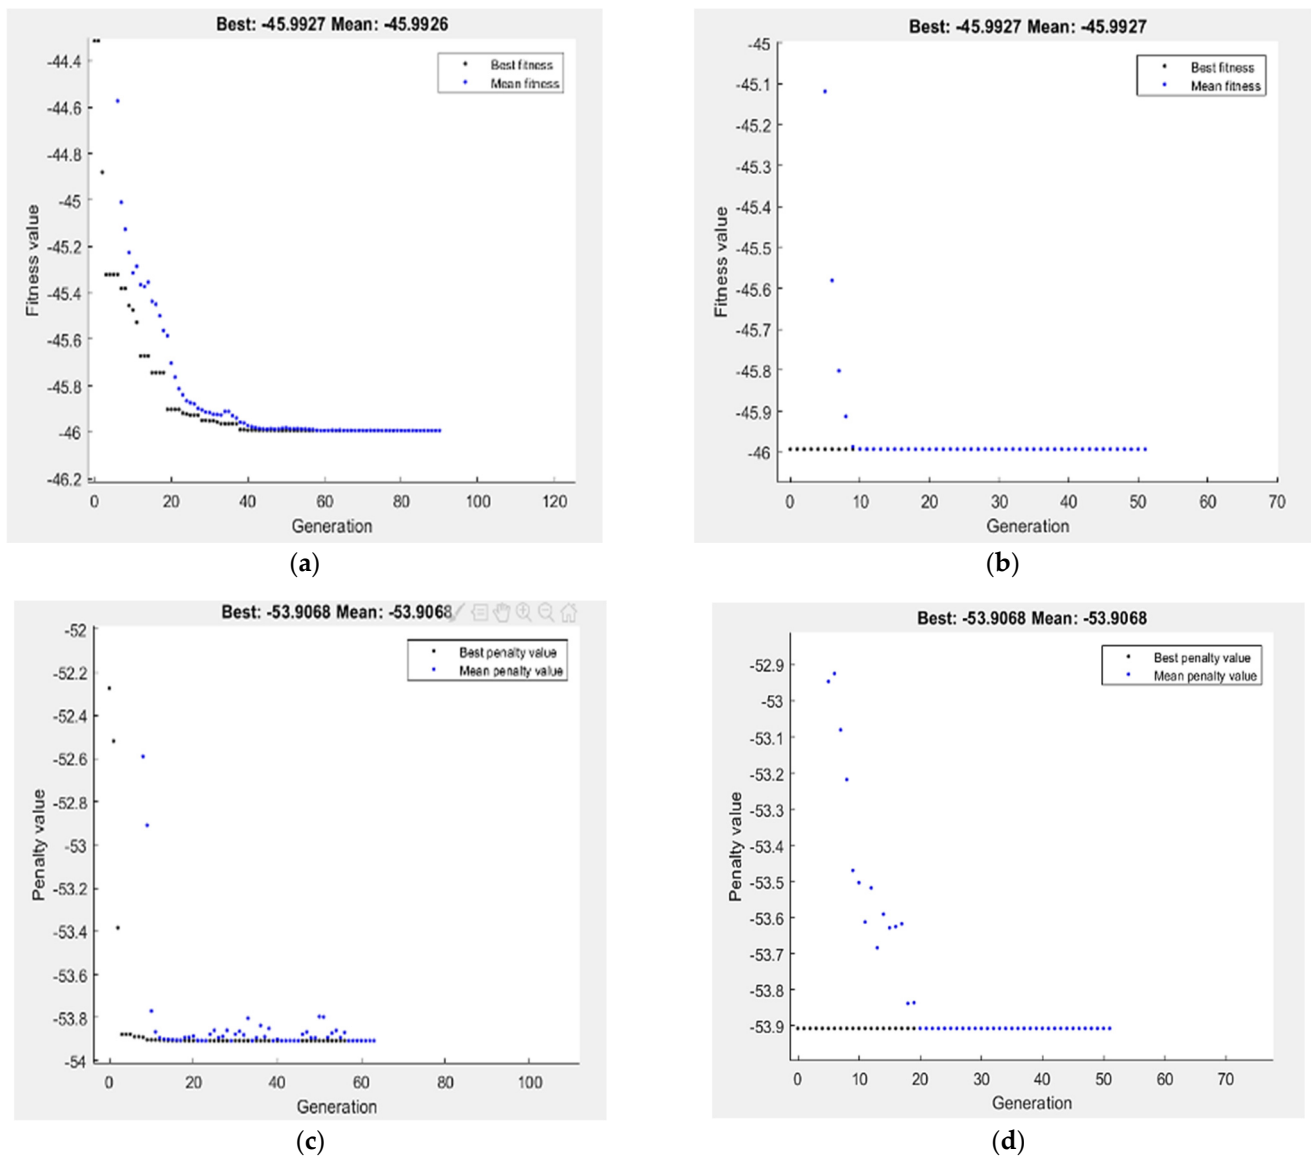 Best: -45.9927 Mean: -45.9926
Best fitness
Mean fitness
-44.4
-44.6
-44.8
-45
-45.2
-45.4
-45.6
-45.8
-46
-46.2
Fitness value
0 20 40 60 80 100 120
Generation
(a)
Best: -45.9927 Mean: -45.9927
Best fitness
Mean fitness
-45
-45.1
-45.2
-45.3
-45.4
-45.5
-45.6
-45.7
-45.8
-45.9
-46
Fitness value
0 10 20 30 40 50 60 70
Generation
(b)
Best: -53.9068 Mean: -53.9068
Best penalty value
Mean penalty value
-52
-52.2
-52.4
-52.6
-52.8
-53
-53.2
-53.4
-53.6
-53.8
-54
Penalty value
0 20 40 60 80 100
Generation
(c)
Best: -53.9068 Mean: -53.9068
Best penalty value
Mean penalty value
-52.9
-53
-53.1
-53.2
-53.3
-53.4
-53.5
-53.6
-53.7
-53.8
-53.9
Penalty value
0 10 20 30 40 50 60 70
Generation
(d)